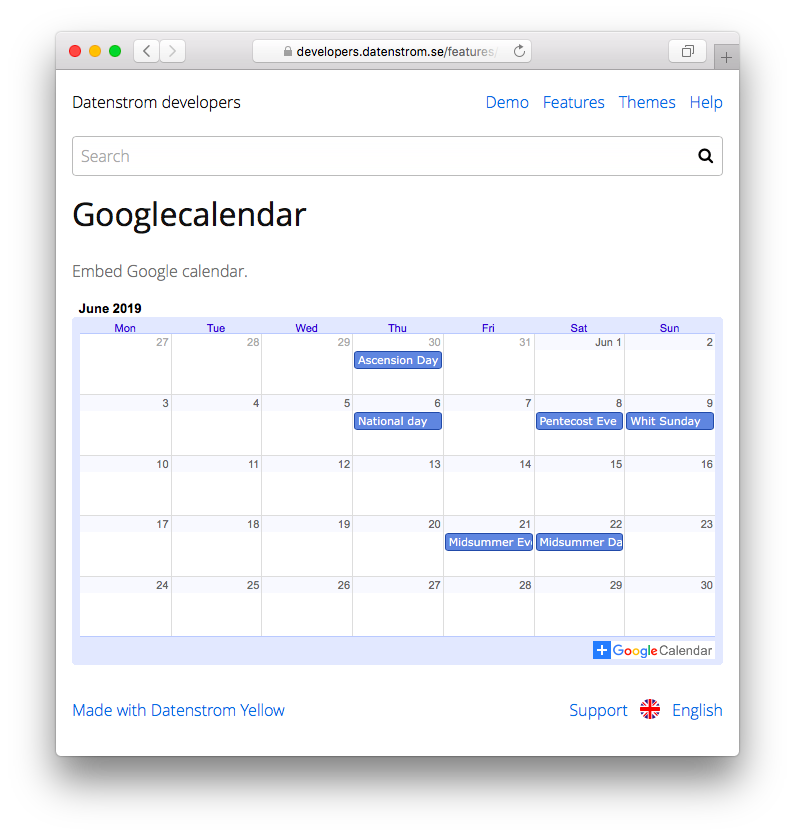 developers.datenstrom.se/features/
Datenstrom developers Demo Features Themes Help
Search
Googlecalendar
Embed Google calendar.
June 2019
Mon Tue Wed Thu Fri Sat Sun
27 28 29 30 31 Jun 1 2
Ascension Day
3 4 5 6 7 8 9
National day Pentecost Eve Whit Sunday
10 11 12 13 14 15 16
17 18 19 20 21 22 23
Midsummer Eve Midsummer Da
24 25 26 27 28 29 30
Google Calendar
Made with Datenstrom Yellow Support English